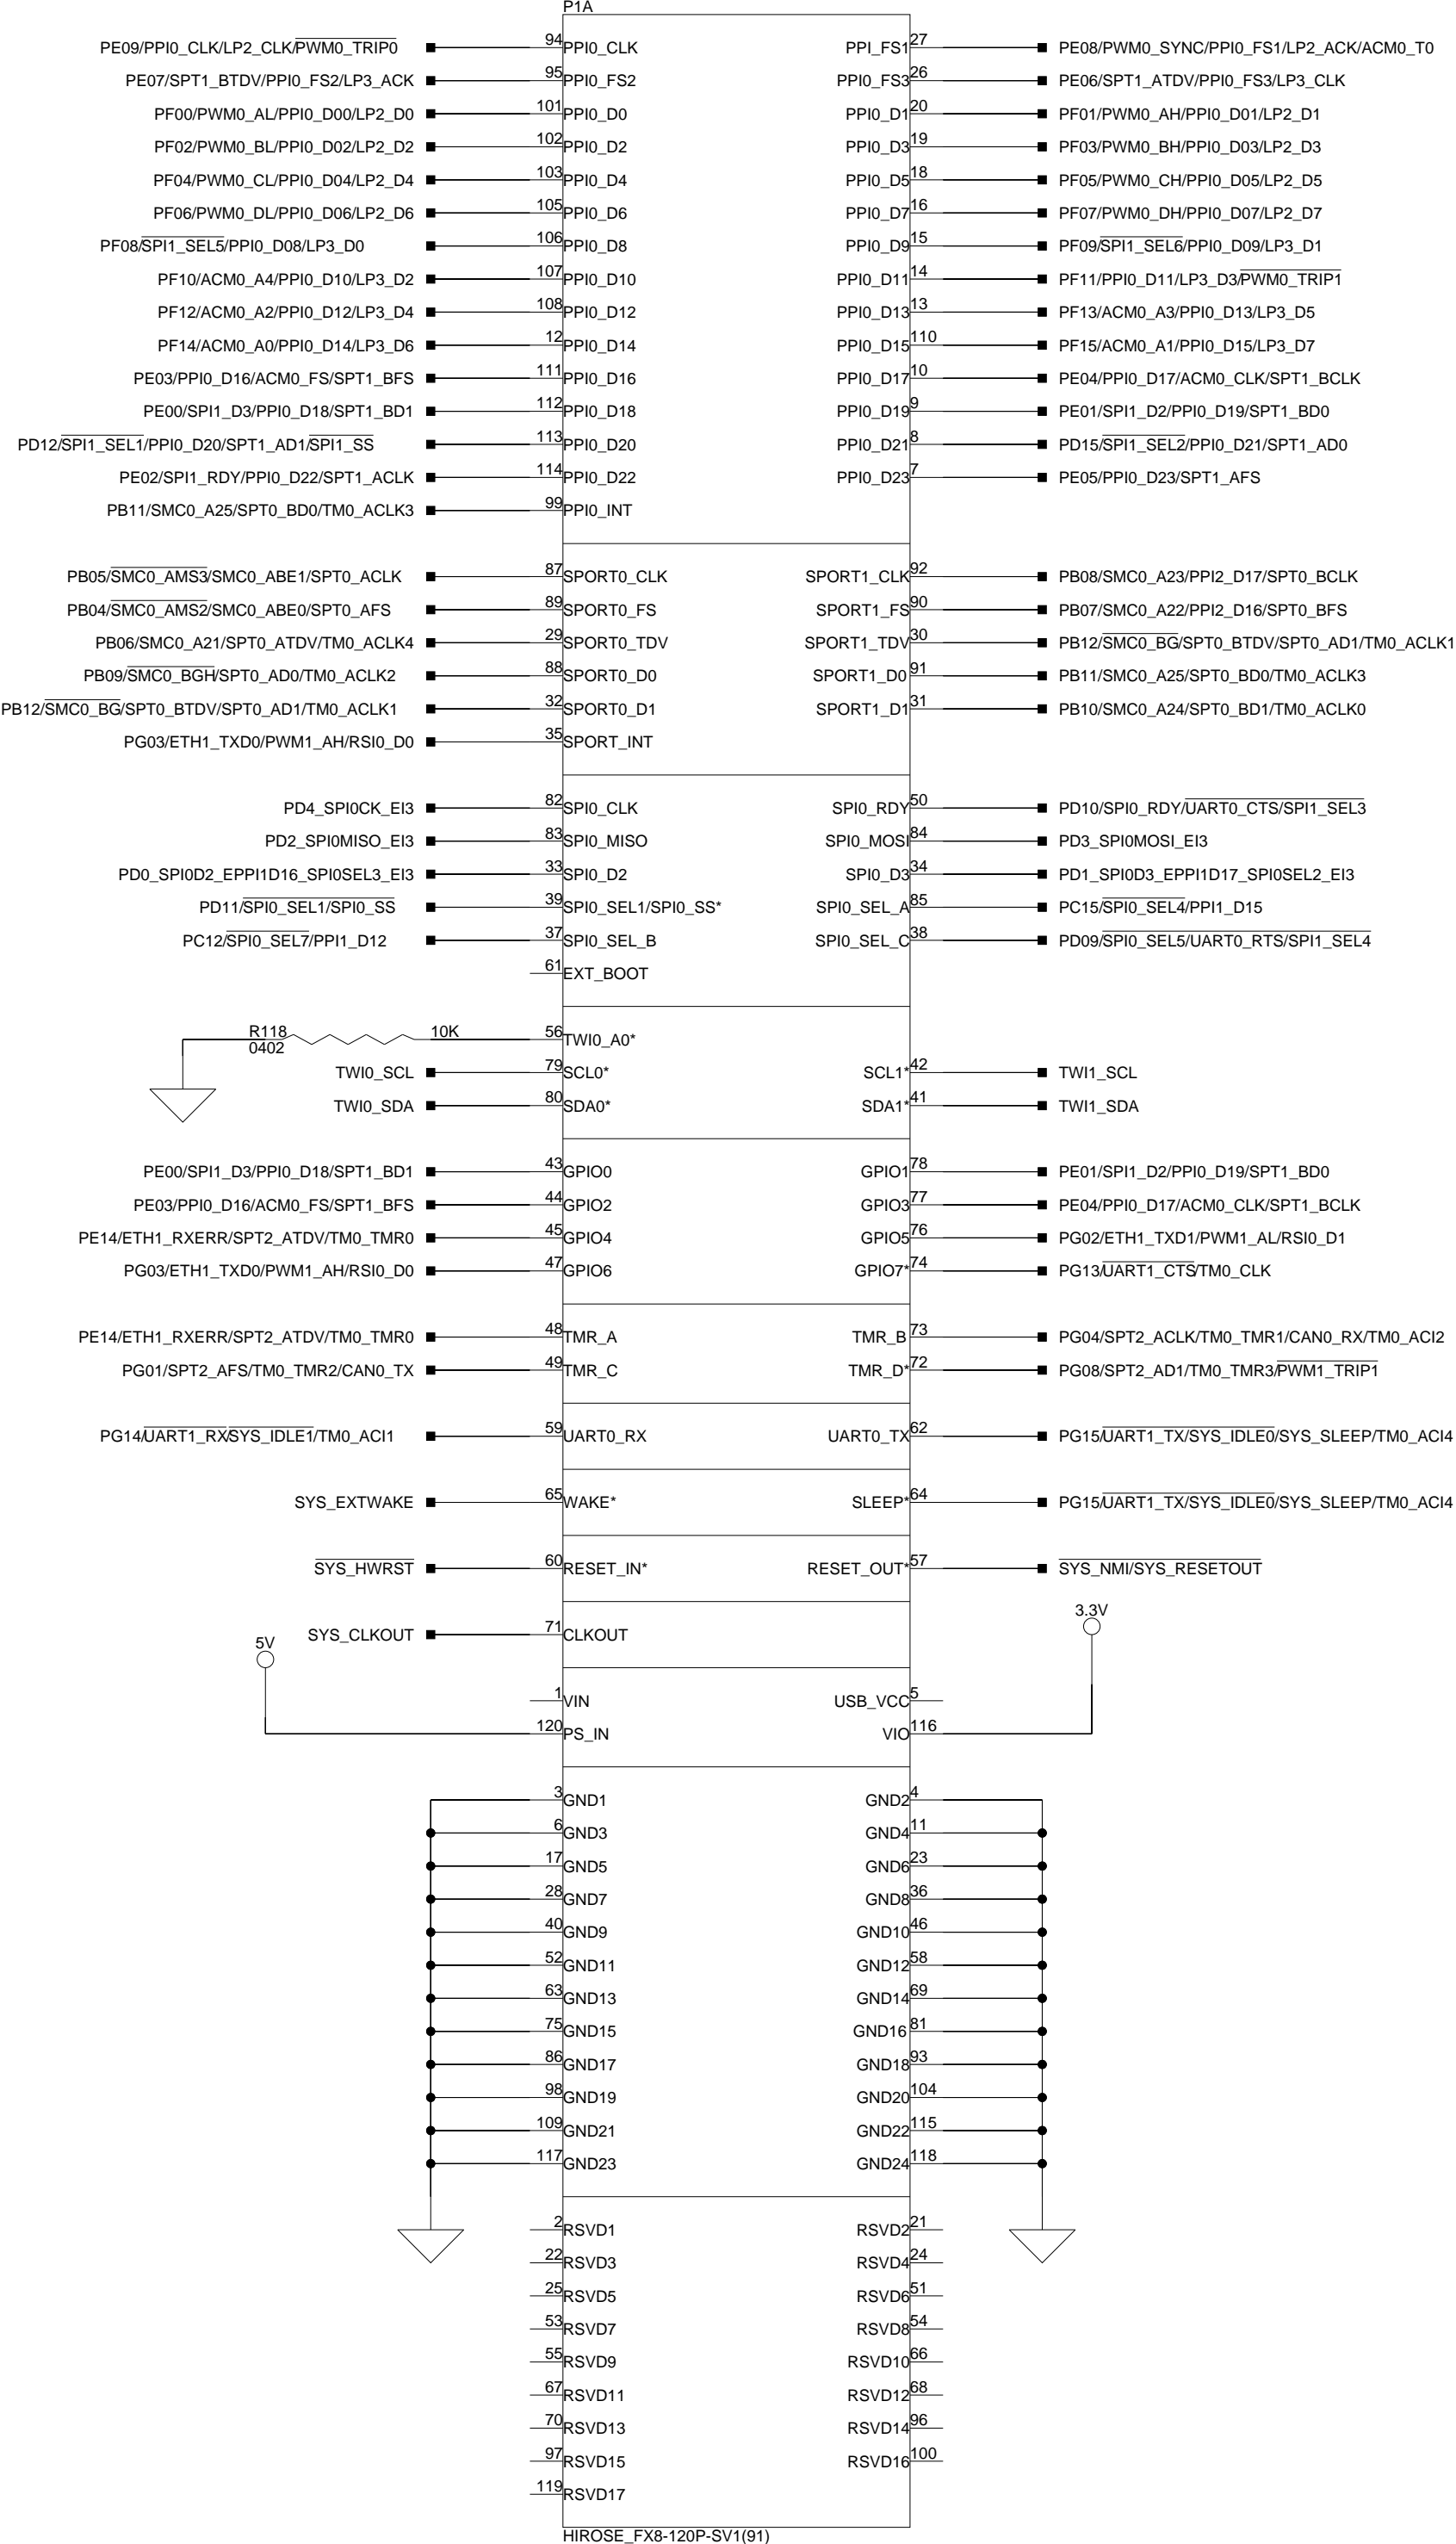 P1A
PE09/PPI0_CLK/LP2_CLK/PWM0_TRIP0 94 PPI0_CLK PPI_FS1 27 PE08/PWM0_SYNC/PPI0_FS1/LP2_ACK/ACM0_T0
PE07/SPT1_BTDV/PPI0_FS2/LP3_ACK 95 PPI0_FS2 PPI0_FS3 26 PE06/SPT1_ATDV/PPI0_FS3/LP3_CLK
PF00/PWM0_AL/PPI0_D00/LP2_D0 101 PPI0_D0 PPI0_D1 20 PF01/PWM0_AH/PPI0_D01/LP2_D1
PF02/PWM0_BL/PPI0_D02/LP2_D2 102 PPI0_D2 PPI0_D3 19 PF03/PWM0_BH/PPI0_D03/LP2_D3
PF04/PWM0_CL/PPI0_D04/LP2_D4 103 PPI0_D4 PPI0_D5 18 PF05/PWM0_CH/PPI0_D05/LP2_D5
PF06/PWM0_DL/PPI0_D06/LP2_D6 105 PPI0_D6 PPI0_D7 16 PF07/PWM0_DH/PPI0_D07/LP2_D7
PF08/SPI1_SEL5/PPI0_D08/LP3_D0 106 PPI0_D8 PPI0_D9 15 PF09/SPI1_SEL6/PPI0_D09/LP3_D1
PF10/ACM0_A4/PPI0_D10/LP3_D2 107 PPI0_D10 PPI0_D11 14 PF11/PPI0_D11/LP3_D3/PWM0_TRIP1
PF12/ACM0_A2/PPI0_D12/LP3_D4 108 PPI0_D12 PPI0_D13 13 PF13/ACM0_A3/PPI0_D13/LP3_D5
PF14/ACM0_A0/PPI0_D14/LP3_D6 12 PPI0_D14 PPI0_D15 110 PF15/ACM0_A1/PPI0_D15/LP3_D7
PE03/PPI0_D16/ACM0_FS/SPT1_BFS 111 PPI0_D16 PPI0_D17 10 PE04/PPI0_D17/ACM0_CLK/SPT1_BCLK
PE00/SPI1_D3/PPI0_D18/SPT1_BD1 112 PPI0_D18 PPI0_D19 9 PE01/SPI1_D2/PPI0_D19/SPT1_BD0
PD12/SPI1_SEL1/PPI0_D20/SPT1_AD1/SPI1_SS 113 PPI0_D20 PPI0_D21 8 PD15/SPI1_SEL2/PPI0_D21/SPT1_AD0
PE02/SPI1_RDY/PPI0_D22/SPT1_ACLK 114 PPI0_D22 PPI0_D23 7 PE05/PPI0_D23/SPT1_AFS
PB11/SMC0_A25/SPT0_BD0/TM0_ACLK3 99 PPI0_INT
PB05/SMC0_AMS3/SMC0_ABE1/SPT0_ACLK 87 SPORT0_CLK SPORT1_CLK 92 PB08/SMC0_A23/PPI2_D17/SPT0_BCLK
PB04/SMC0_AMS2/SMC0_ABE0/SPT0_AFS 89 SPORT0_FS SPORT1_FS 90 PB07/SMC0_A22/PPI2_D16/SPT0_BFS
PB06/SMC0_A21/SPT0_ATDV/TM0_ACLK4 29 SPORT0_TDV SPORT1_TDV 30 PB12/SMC0_BG/SPT0_BTDV/SPT0_AD1/TM0_ACLK1
PB09/SMC0_BGH/SPT0_AD0/TM0_ACLK2 88 SPORT0_D0 SPORT1_D0 91 PB11/SMC0_A25/SPT0_BD0/TM0_ACLK3
PB12/SMC0_BG/SPT0_BTDV/SPT0_AD1/TM0_ACLK1 32 SPORT0_D1 SPORT1_D1 31 PB10/SMC0_A24/SPT0_BD1/TM0_ACLK0
PG03/ETH1_TXD0/PWM1_AH/RSI0_D0 35 SPORT_INT
PD4_SPI0CK_EI3 82 SPI0_CLK SPI0_RDY 50 PD10/SPI0_RDY/UART0_CTS/SPI1_SEL3
PD2_SPI0MISO_EI3 83 SPI0_MISO SPI0_MOSI 84 PD3_SPI0MOSI_EI3
PD0_SPI0D2_EPPI1D16_SPI0SEL3_EI3 33 SPI0_D2 SPI0_D3 34 PD1_SPI0D3_EPPI1D17_SPI0SEL2_EI3
PD11/SPI0_SEL1/SPI0_SS 39 SPI0_SEL1/SPI0_SS* SPI0_SEL_A 85 PC15/SPI0_SEL4/PPI1_D15
PC12/SPI0_SEL7/PPI1_D12 37 SPI0_SEL_B SPI0_SEL_C 38 PD09/SPI0_SEL5/UART0_RTS/SPI1_SEL4
61 EXT_BOOT
R118 0402 10K 56 TWI0_A0*
TWI0_SCL 79 SCL0* SCL1* 42 TWI1_SCL
TWI0_SDA 80 SDA0* SDA1* 41 TWI1_SDA
PE00/SPI1_D3/PPI0_D18/SPT1_BD1 43 GPIO0 GPIO1 78 PE01/SPI1_D2/PPI0_D19/SPT1_BD0
PE03/PPI0_D16/ACM0_FS/SPT1_BFS 44 GPIO2 GPIO3 77 PE04/PPI0_D17/ACM0_CLK/SPT1_BCLK
PE14/ETH1_RXERR/SPT2_ATDV/TM0_TMR0 45 GPIO4 GPIO5 76 PG02/ETH1_TXD1/PWM1_AL/RSI0_D1
PG03/ETH1_TXD0/PWM1_AH/RSI0_D0 47 GPIO6 GPIO7* 74 PG13/UART1_CTS/TM0_CLK
PE14/ETH1_RXERR/SPT2_ATDV/TM0_TMR0 48 TMR_A TMR_B 73 PG04/SPT2_ACLK/TM0_TMR1/CAN0_RX/TM0_ACI2
PG01/SPT2_AFS/TM0_TMR2/CAN0_TX 49 TMR_C TMR_D* 72 PG08/SPT2_AD1/TM0_TMR3/PWM1_TRIP1
PG14/UART1_RX/SYS_IDLE1/TM0_ACI1 59 UART0_RX UART0_TX 62 PG15/UART1_TX/SYS_IDLE0/SYS_SLEEP/TM0_ACI4
SYS_EXTWAKE 65 WAKE* SLEEP* 64 PG15/UART1_TX/SYS_IDLE0/SYS_SLEEP/TM0_ACI4
SYS_HWRST 60 RESET_IN* RESET_OUT* 57 SYS_NMI/SYS_RESETOUT
3.3V
SYS_CLKOUT 71 CLKOUT
5V
1 VIN USB_VCC 5
120 PS_IN VIO 116
3 GND1 GND2 4
6 GND3 GND4 11
17 GND5 GND6 23
28 GND7 GND8 36
40 GND9 GND10 46
52 GND11 GND12 58
63 GND13 GND14 69
75 GND15 GND16 81
86 GND17 GND18 93
98 GND19 GND20 104
109 GND21 GND22 115
117 GND23 GND24 118
2 RSVD1 RSVD2 21
22 RSVD3 RSVD4 24
25 RSVD5 RSVD6 51
53 RSVD7 RSVD8 54
55 RSVD9 RSVD10 66
67 RSVD11 RSVD12 68
70 RSVD13 RSVD14 96
97 RSVD15 RSVD16 100
119 RSVD17
HIROSE_FX8-120P-SV1(91)